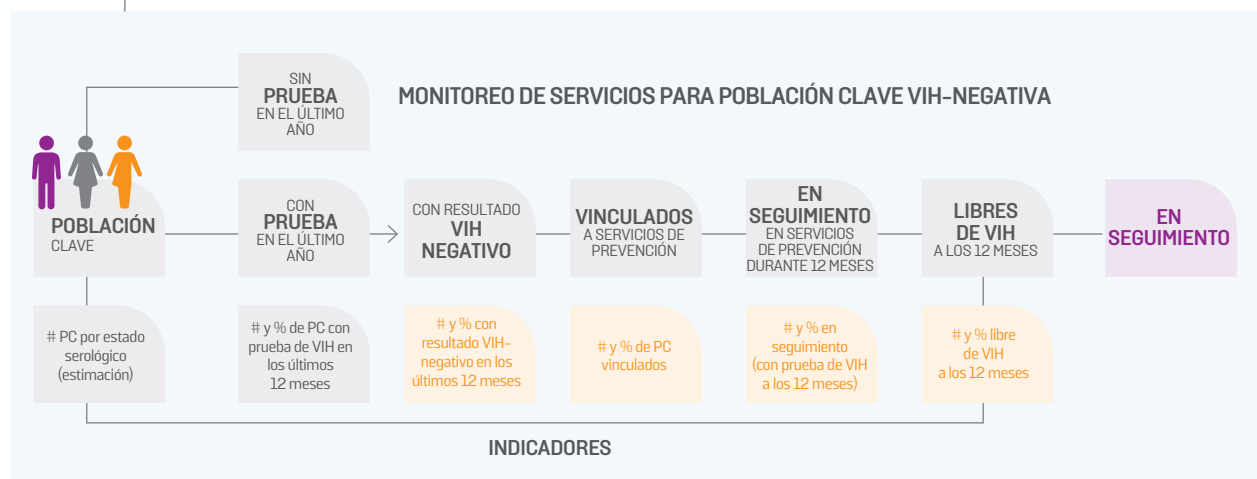 SIN
PRUEBA
EN EL ÚLTIMO
AÑO
MONITOREO DE SERVICIOS PARA POBLACIÓN CLAVE VIH-NEGATIVA
POBLACIÓN
CLAVE
CON
PRUEBA
EN EL ÚLTIMO
AÑO
CON RESULTADO
VIH
NEGATIVO
VINCULADOS
A SERVICIOS DE
PREVENCIÓN
EN
SEGUIMIENTO
EN SERVICIOS
DE PREVENCIÓN
DURANTE 12 MESES
LIBRES
DE VIH
A LOS 12 MESES
EN
SEGUIMIENTO
# PC por estado
serológico
(estimación)
# y % de PC con
prueba de VIH en
los últimos
12 meses
# y % con
resultado VIH-
negativo en los
últimos 12 meses
# y % de PC
vinculados
# y % en
seguimiento
(con prueba de VIH
a los 12 meses)
# y % libre
de VIH
a los 12 meses
INDICADORES